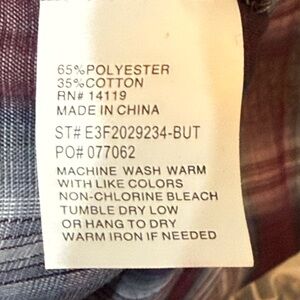 65%POLYESTER
35%COTTON
RN# 14119
MADE IN CHINA
ST# E3F2029234-BUT
PO# 077062
MACHINE WASH WARM
WITH LIKE COLORS
NON-CHLORINE BLEACH
TUMBLE DRY LOW
OR HANG TO DRY
WARM IRON IF NEEDED